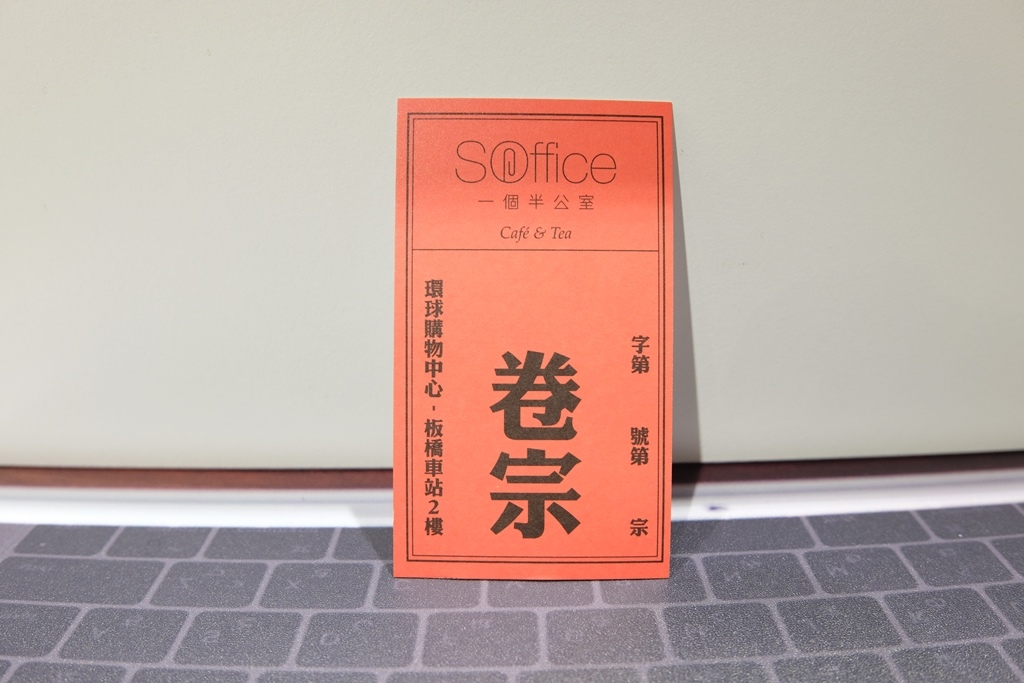 SOffice
一個半公室
Café & Tea
字第 號第 宗
卷宗
環球購物中心 - 板橋車站2樓